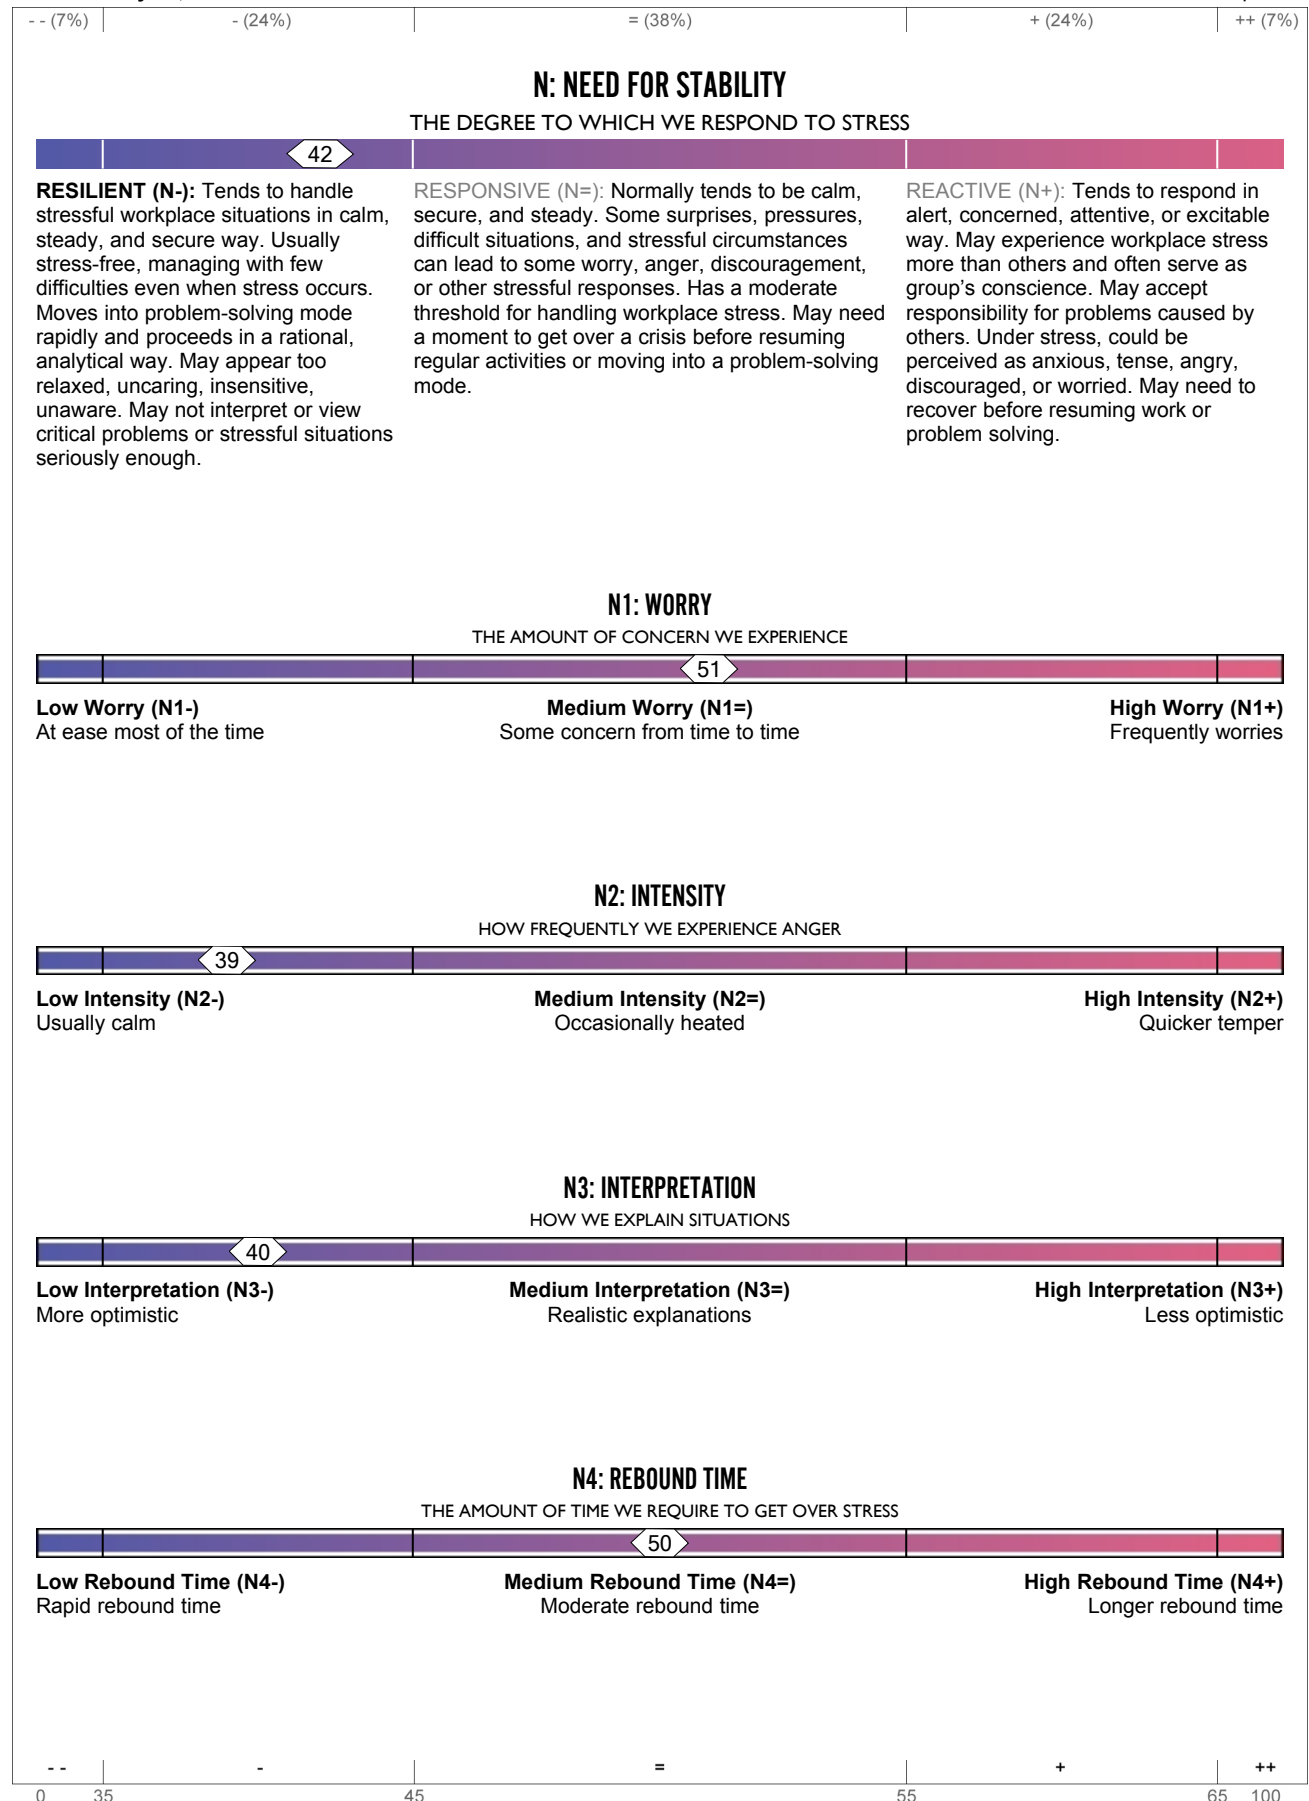 - - (7%) - (24%) = (38%) + (24%) ++ (7%)
N: NEED FOR STABILITY
THE DEGREE TO WHICH WE RESPOND TO STRESS
42
RESILIENT (N-): Tends to handle
stressful workplace situations in calm,
steady, and secure way. Usually
stress-free, managing with few
difficulties even when stress occurs.
Moves into problem-solving mode
rapidly and proceeds in a rational,
analytical way. May appear too
relaxed, uncaring, insensitive,
unaware. May not interpret or view
critical problems or stressful situations
seriously enough.
RESPONSIVE (N=): Normally tends to be calm,
secure, and steady. Some surprises, pressures,
difficult situations, and stressful circumstances
can lead to some worry, anger, discouragement,
or other stressful responses. Has a moderate
threshold for handling workplace stress. May need
a moment to get over a crisis before resuming
regular activities or moving into a problem-solving
mode.
REACTIVE (N+): Tends to respond in
alert, concerned, attentive, or excitable
way. May experience workplace stress
more than others and often serve as
group's conscience. May accept
responsibility for problems caused by
others. Under stress, could be
perceived as anxious, tense, angry,
discouraged, or worried. May need to
recover before resuming work or
problem solving.
N1: WORRY
THE AMOUNT OF CONCERN WE EXPERIENCE
51
Low Worry (N1-) Medium Worry (N1=) High Worry (N1+)
At ease most of the time Some concern from time to time Frequently worries
N2: INTENSITY
HOW FREQUENTLY WE EXPERIENCE ANGER
39
Low Intensity (N2-) Medium Intensity (N2=) High Intensity (N2+)
Usually calm Occasionally heated Quicker temper
N3: INTERPRETATION
HOW WE EXPLAIN SITUATIONS
40
Low Interpretation (N3-) Medium Interpretation (N3=) High Interpretation (N3+)
More optimistic Realistic explanations Less optimistic
N4: REBOUND TIME
THE AMOUNT OF TIME WE REQUIRE TO GET OVER STRESS
50
Low Rebound Time (N4-) Medium Rebound Time (N4=) High Rebound Time (N4+)
Rapid rebound time Moderate rebound time Longer rebound time
- - - = + ++
0 35 45 55 65 100